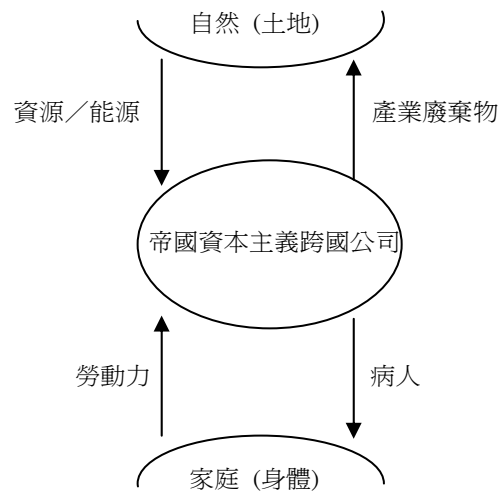 自然 (土地)
資源／能源
產業廢棄物
帝國資本主義跨國公司
勞動力
病人
家庭 (身體)